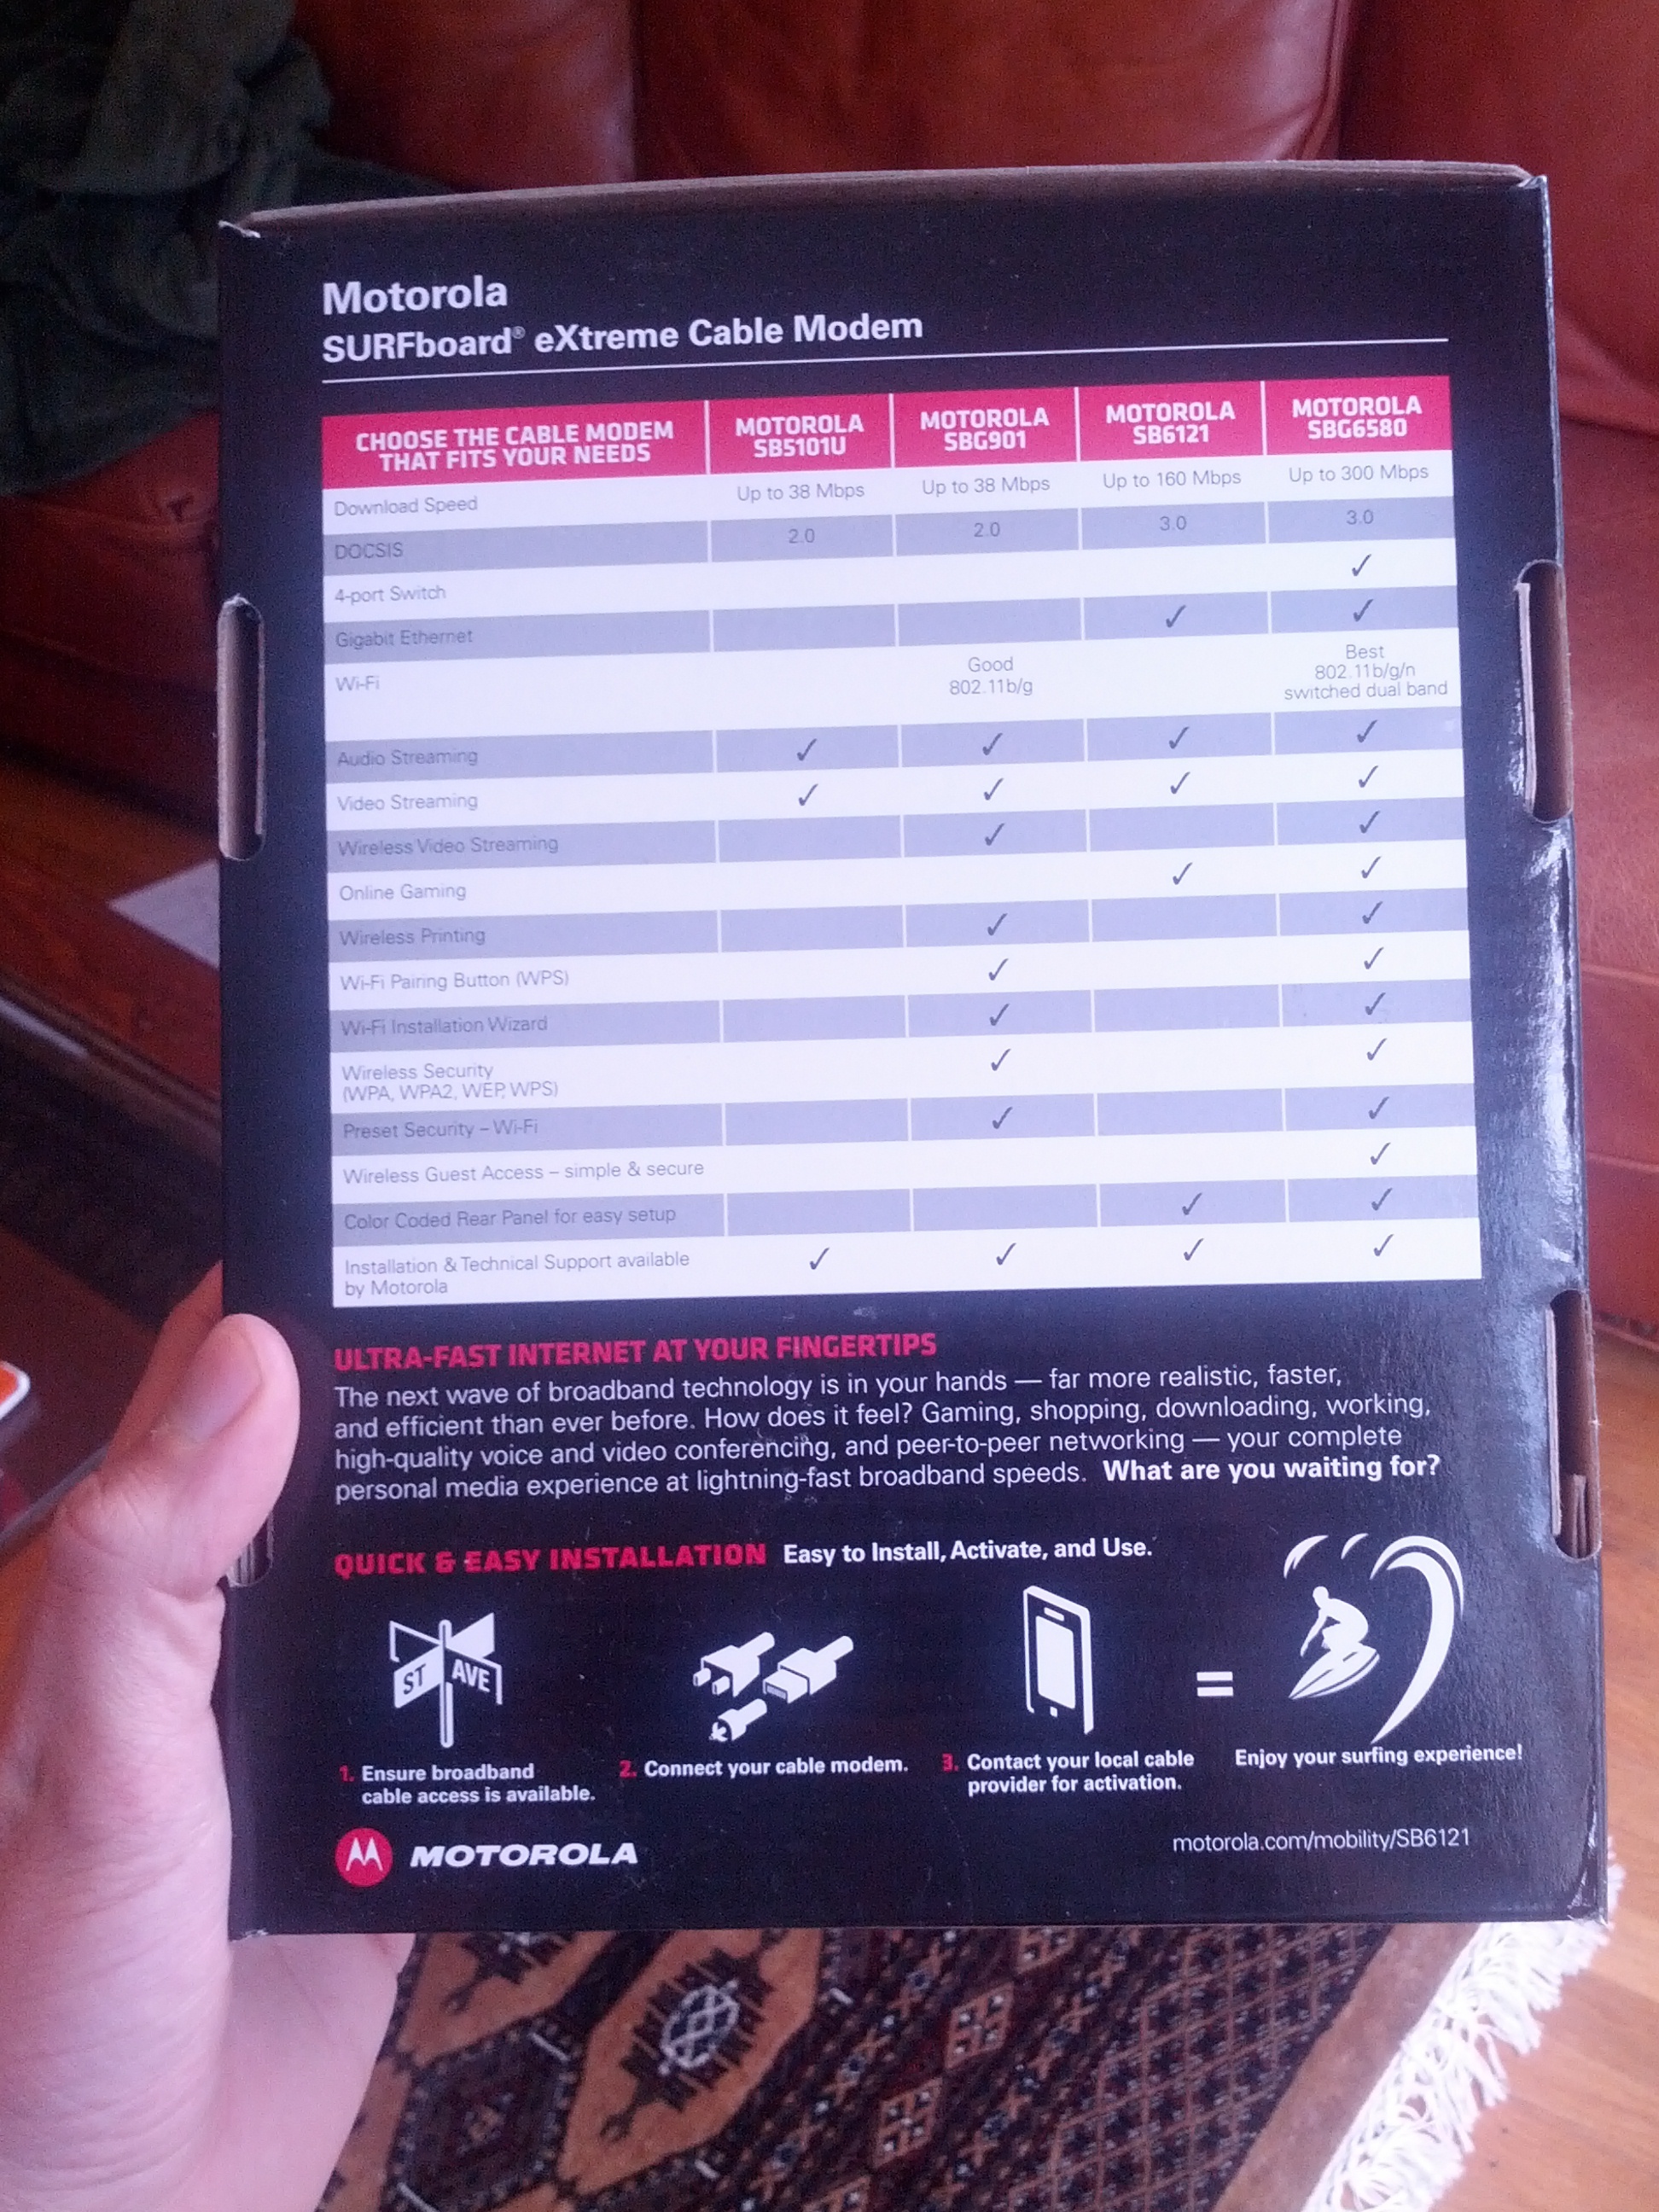 Motorola
SURFboard® eXtreme Cable Modem
CHOOSE THE CABLE MODEM
THAT FITS YOUR NEEDS
MOTOROLA
SB5101U
MOTOROLA
SBG901
MOTOROLA
SB6121
MOTOROLA
SBG6580
Download Speed Up to 38 Mbps Up to 38 Mbps Up to 160 Mbps Up to 300 Mbps
DOCSIS 2.0 2.0 3.0 3.0
4-port Switch ✓
Gigabit Ethernet ✓ ✓
Wi-Fi
Good
802.11b/g
Best
802.11b/g/n
switched dual band
Audio Streaming ✓ ✓ ✓ ✓
Video Streaming ✓ ✓ ✓ ✓
Wireless Video Streaming ✓ ✓
Online Gaming ✓ ✓
Wireless Printing ✓ ✓
Wi-Fi Pairing Button (WPS) ✓ ✓
Wi-Fi Installation Wizard ✓ ✓
Wireless Security ✓ ✓
(WPA, WPA2, WEP, WPS)
Preset Security – Wi-Fi ✓ ✓
Wireless Guest Access – simple & secure ✓
Color Coded Rear Panel for easy setup ✓ ✓
Installation & Technical Support available ✓ ✓ ✓ ✓
by Motorola
ULTRA-FAST INTERNET AT YOUR FINGERTIPS
The next wave of broadband technology is in your hands — far more realistic, faster,
and efficient than ever before. How does it feel? Gaming, shopping, downloading, working,
high-quality voice and video conferencing, and peer-to-peer networking — your complete
personal media experience at lightning-fast broadband speeds. What are you waiting for?
QUICK & EASY INSTALLATION Easy to Install, Activate, and Use.
ST AVE
=
1. Ensure broadband
cable access is available.
2. Connect your cable modem.
3. Contact your local cable
provider for activation.
Enjoy your surfing experience!
MOTOROLA
motorola.com/mobility/SB6121